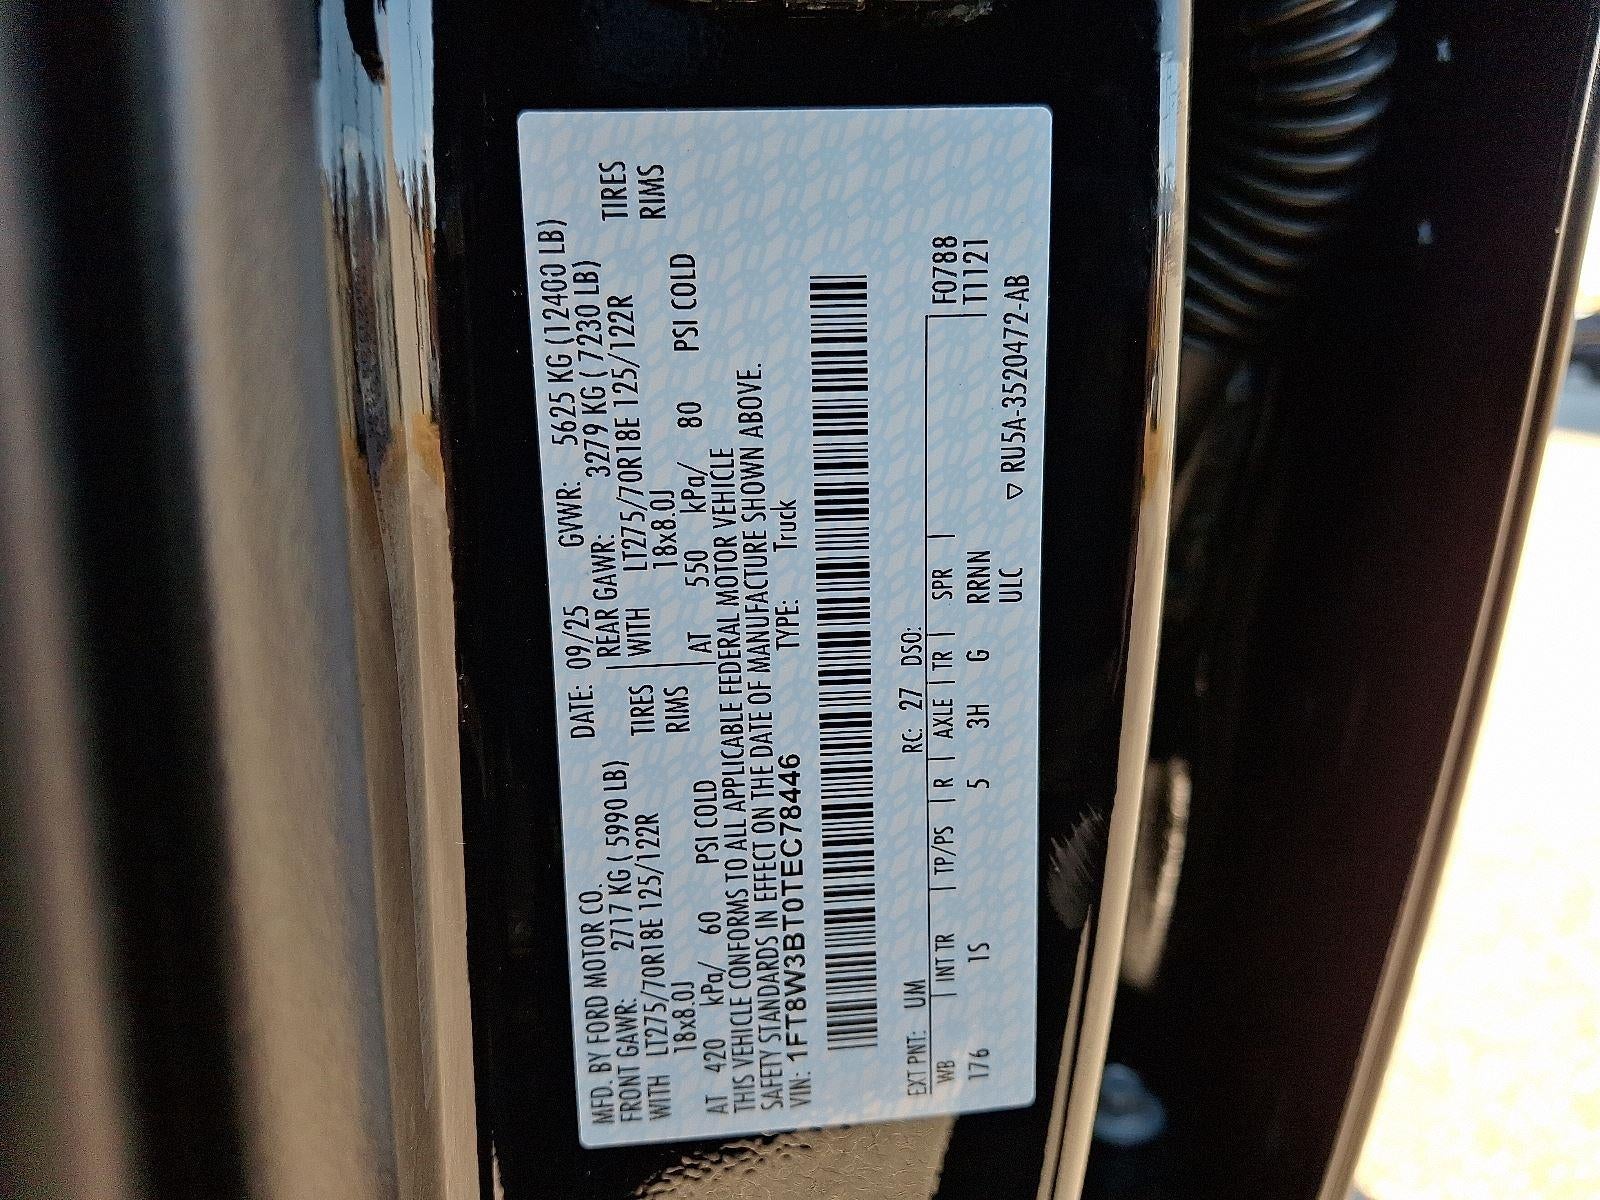 MFD. BY FORD MOTOR CO. DATE: 09/25 GVWR: 5625 KG (12400 LB)
FRONT GAWR: 2717 KG ( 5990 LB) REAR GAWR: 3279 KG ( 7230 LB)
WITH LT275/70R18E 125/122R TIRES WITH LT275/70R18E 125/122R TIRES
18x8.0J RIMS 18x8.0J RIMS
AT 420 kPa/ 60 PSI COLD AT 550 kPa/ 80 PSI COLD
THIS VEHICLE CONFORMS TO ALL APPLICABLE FEDERAL MOTOR VEHICLE
SAFETY STANDARDS IN EFFECT ON THE DATE OF MANUFACTURE SHOWN ABOVE.
VIN: 1FT8W3BT0TEC78446 TYPE: Truck
EXT PNT: UM RC: 27 DSO:
WB INT TR TP/PS R AXLE TR SPR F0788
176 1S 5 3H G RRNN T1121
ULC ▽ RU5A-3520472-AB